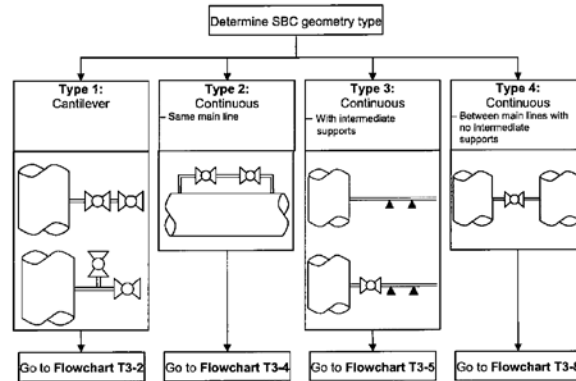 Determine SBC geometry type
Type 1:
Cantilever
Type 2:
Continuous
– Same main line
Type 3:
Continuous
– With intermediate
supports
Type 4:
Continuous
– Between main lines with
no intermediate
supports
Go to Flowchart T3-2
Go to Flowchart T3-4
Go to Flowchart T3-5
Go to Flowchart